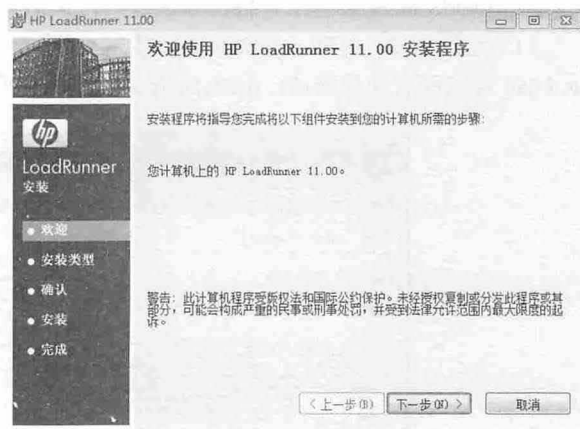 HP LoadRunner 11.00
欢迎使用 HP LoadRunner 11.00 安装程序
安装程序将指导您完成将以下组件安装到您的计算机所需的步骤:
hp
LoadRunner
安装
您计算机上的 HP LoadRunner 11.00。
欢迎
安装类型
确认
安装
完成
警告: 此计算机程序受版权法和国际公约保护。未经授权复制或分发此程序或其
部分，可能会构成严重的民事或刑事处罚，并受到法律允许范围内最大限度的起
诉。
< 上一步(B)
下一步(N) >
取消